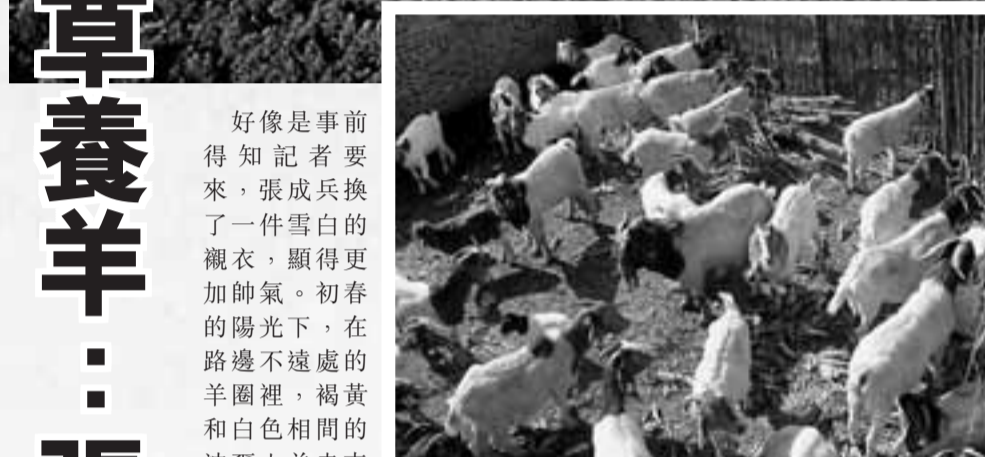 草養羊：
好像是事前
得知記者要
來，張成兵換
了一件雪白的
襯衣，顯得更
加帥氣。初春
的陽光下，在
路邊不遠處的
羊圈裡，褐黃
和白色相間的